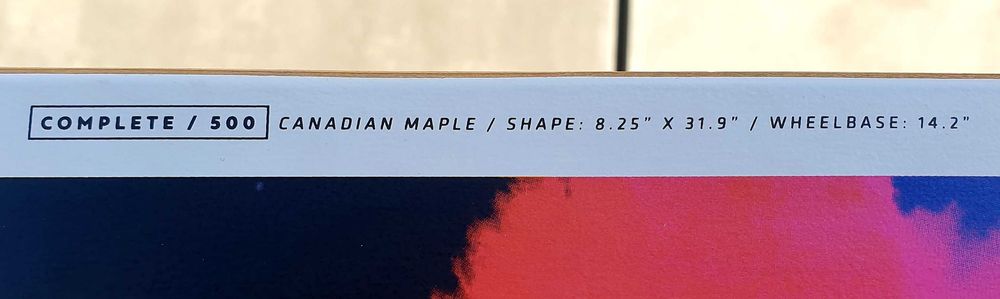 COMPLETE / 500 CANADIAN MAPLE / SHAPE: 8.25" X 31.9" / WHEELBASE: 14.2"